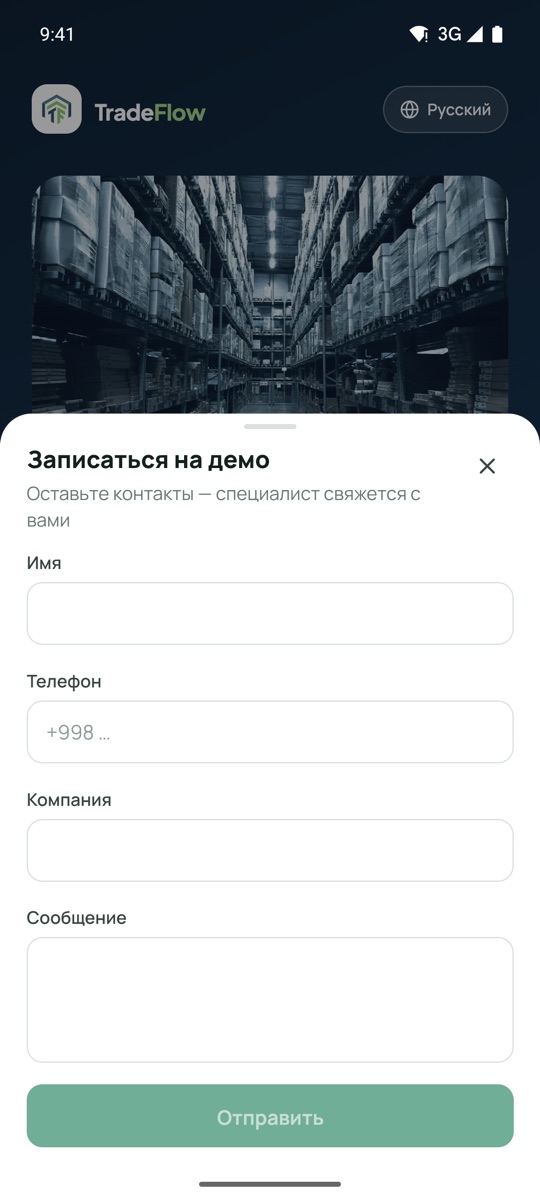 9:41
3G
TradeFlow
Русский
Записаться на демо
Оставьте контакты — специалист свяжется с
вами
Имя
Телефон
+998 ...
Компания
Сообщение
Отправить